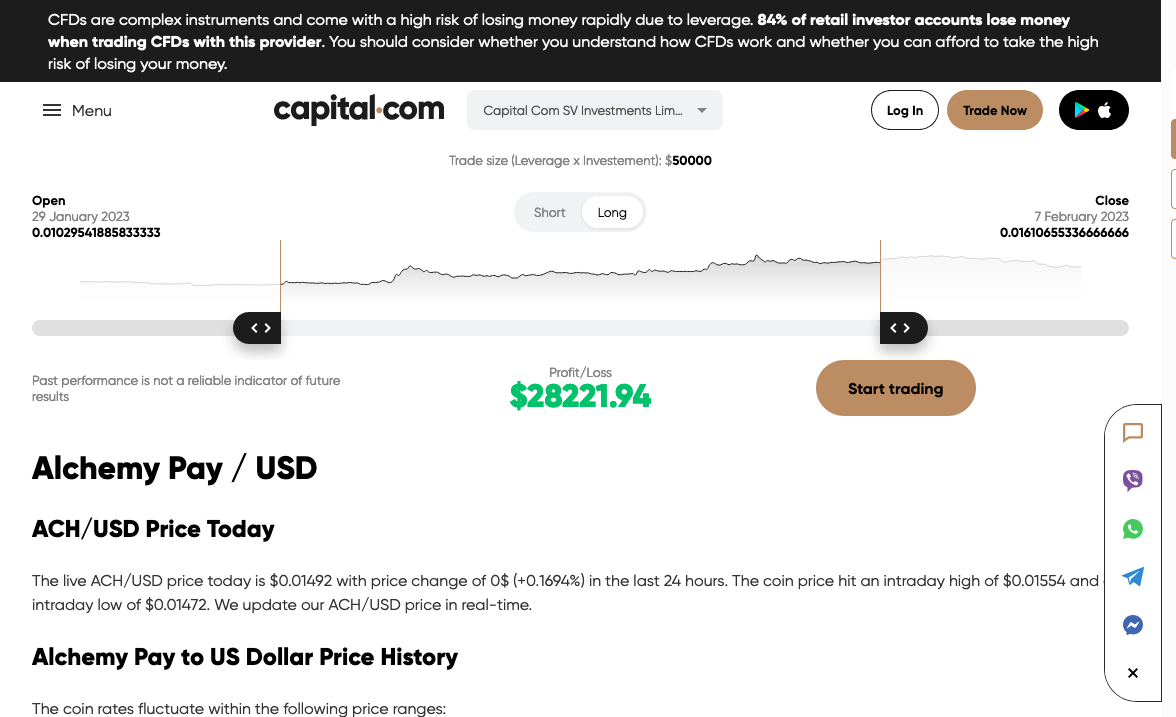 CFDs are complex instruments and come with a high risk of losing money rapidly due to leverage. 84% of retail investor accounts lose money
when trading CFDs with this provider. You should consider whether you understand how CFDs work and whether you can afford to take the high
risk of losing your money.
Menu
capital.com
Capital Com SV Investments Lim...
Log In
Trade Now
Trade size (Leverage x Investement): $50000
Open
29 January 2023
0.01029541885833333
Short
Long
Close
7 February 2023
0.01610655336666666
Past performance is not a reliable indicator of future
results
Profit/Loss
$28221.94
Start trading
Alchemy Pay / USD
ACH/USD Price Today
The live ACH/USD price today is $0.01492 with price change of 0$ (+0.1694%) in the last 24 hours. The coin price hit an intraday high of $0.01554 and
intraday low of $0.01472. We update our ACH/USD price in real-time.
Alchemy Pay to US Dollar Price History
The coin rates fluctuate within the following price ranges: